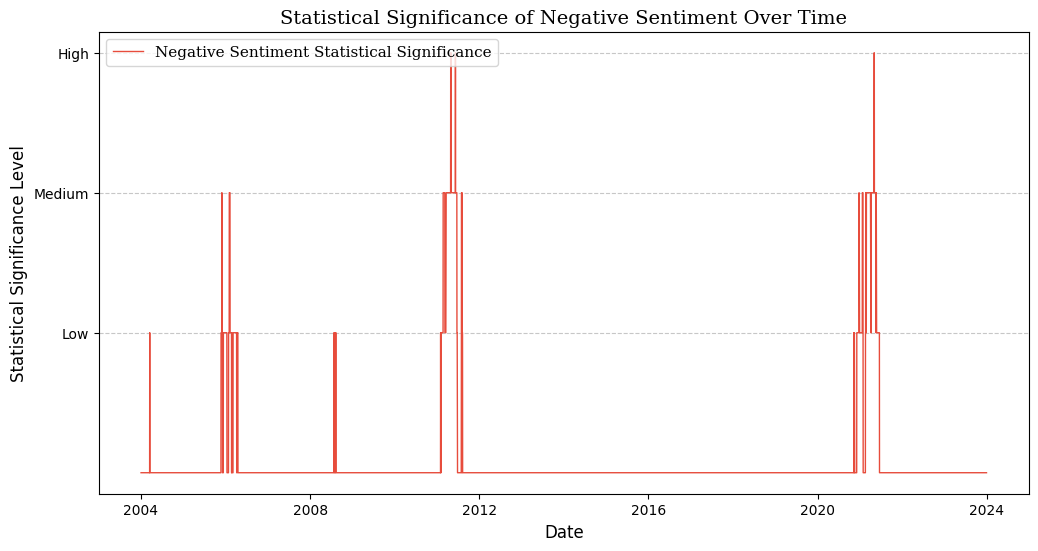 Statistical Significance of Negative Sentiment Over Time
Negative Sentiment Statistical Significance
High
Medium
Low
Statistical Significance Level
2004 2008 2012 2016 2020 2024
Date